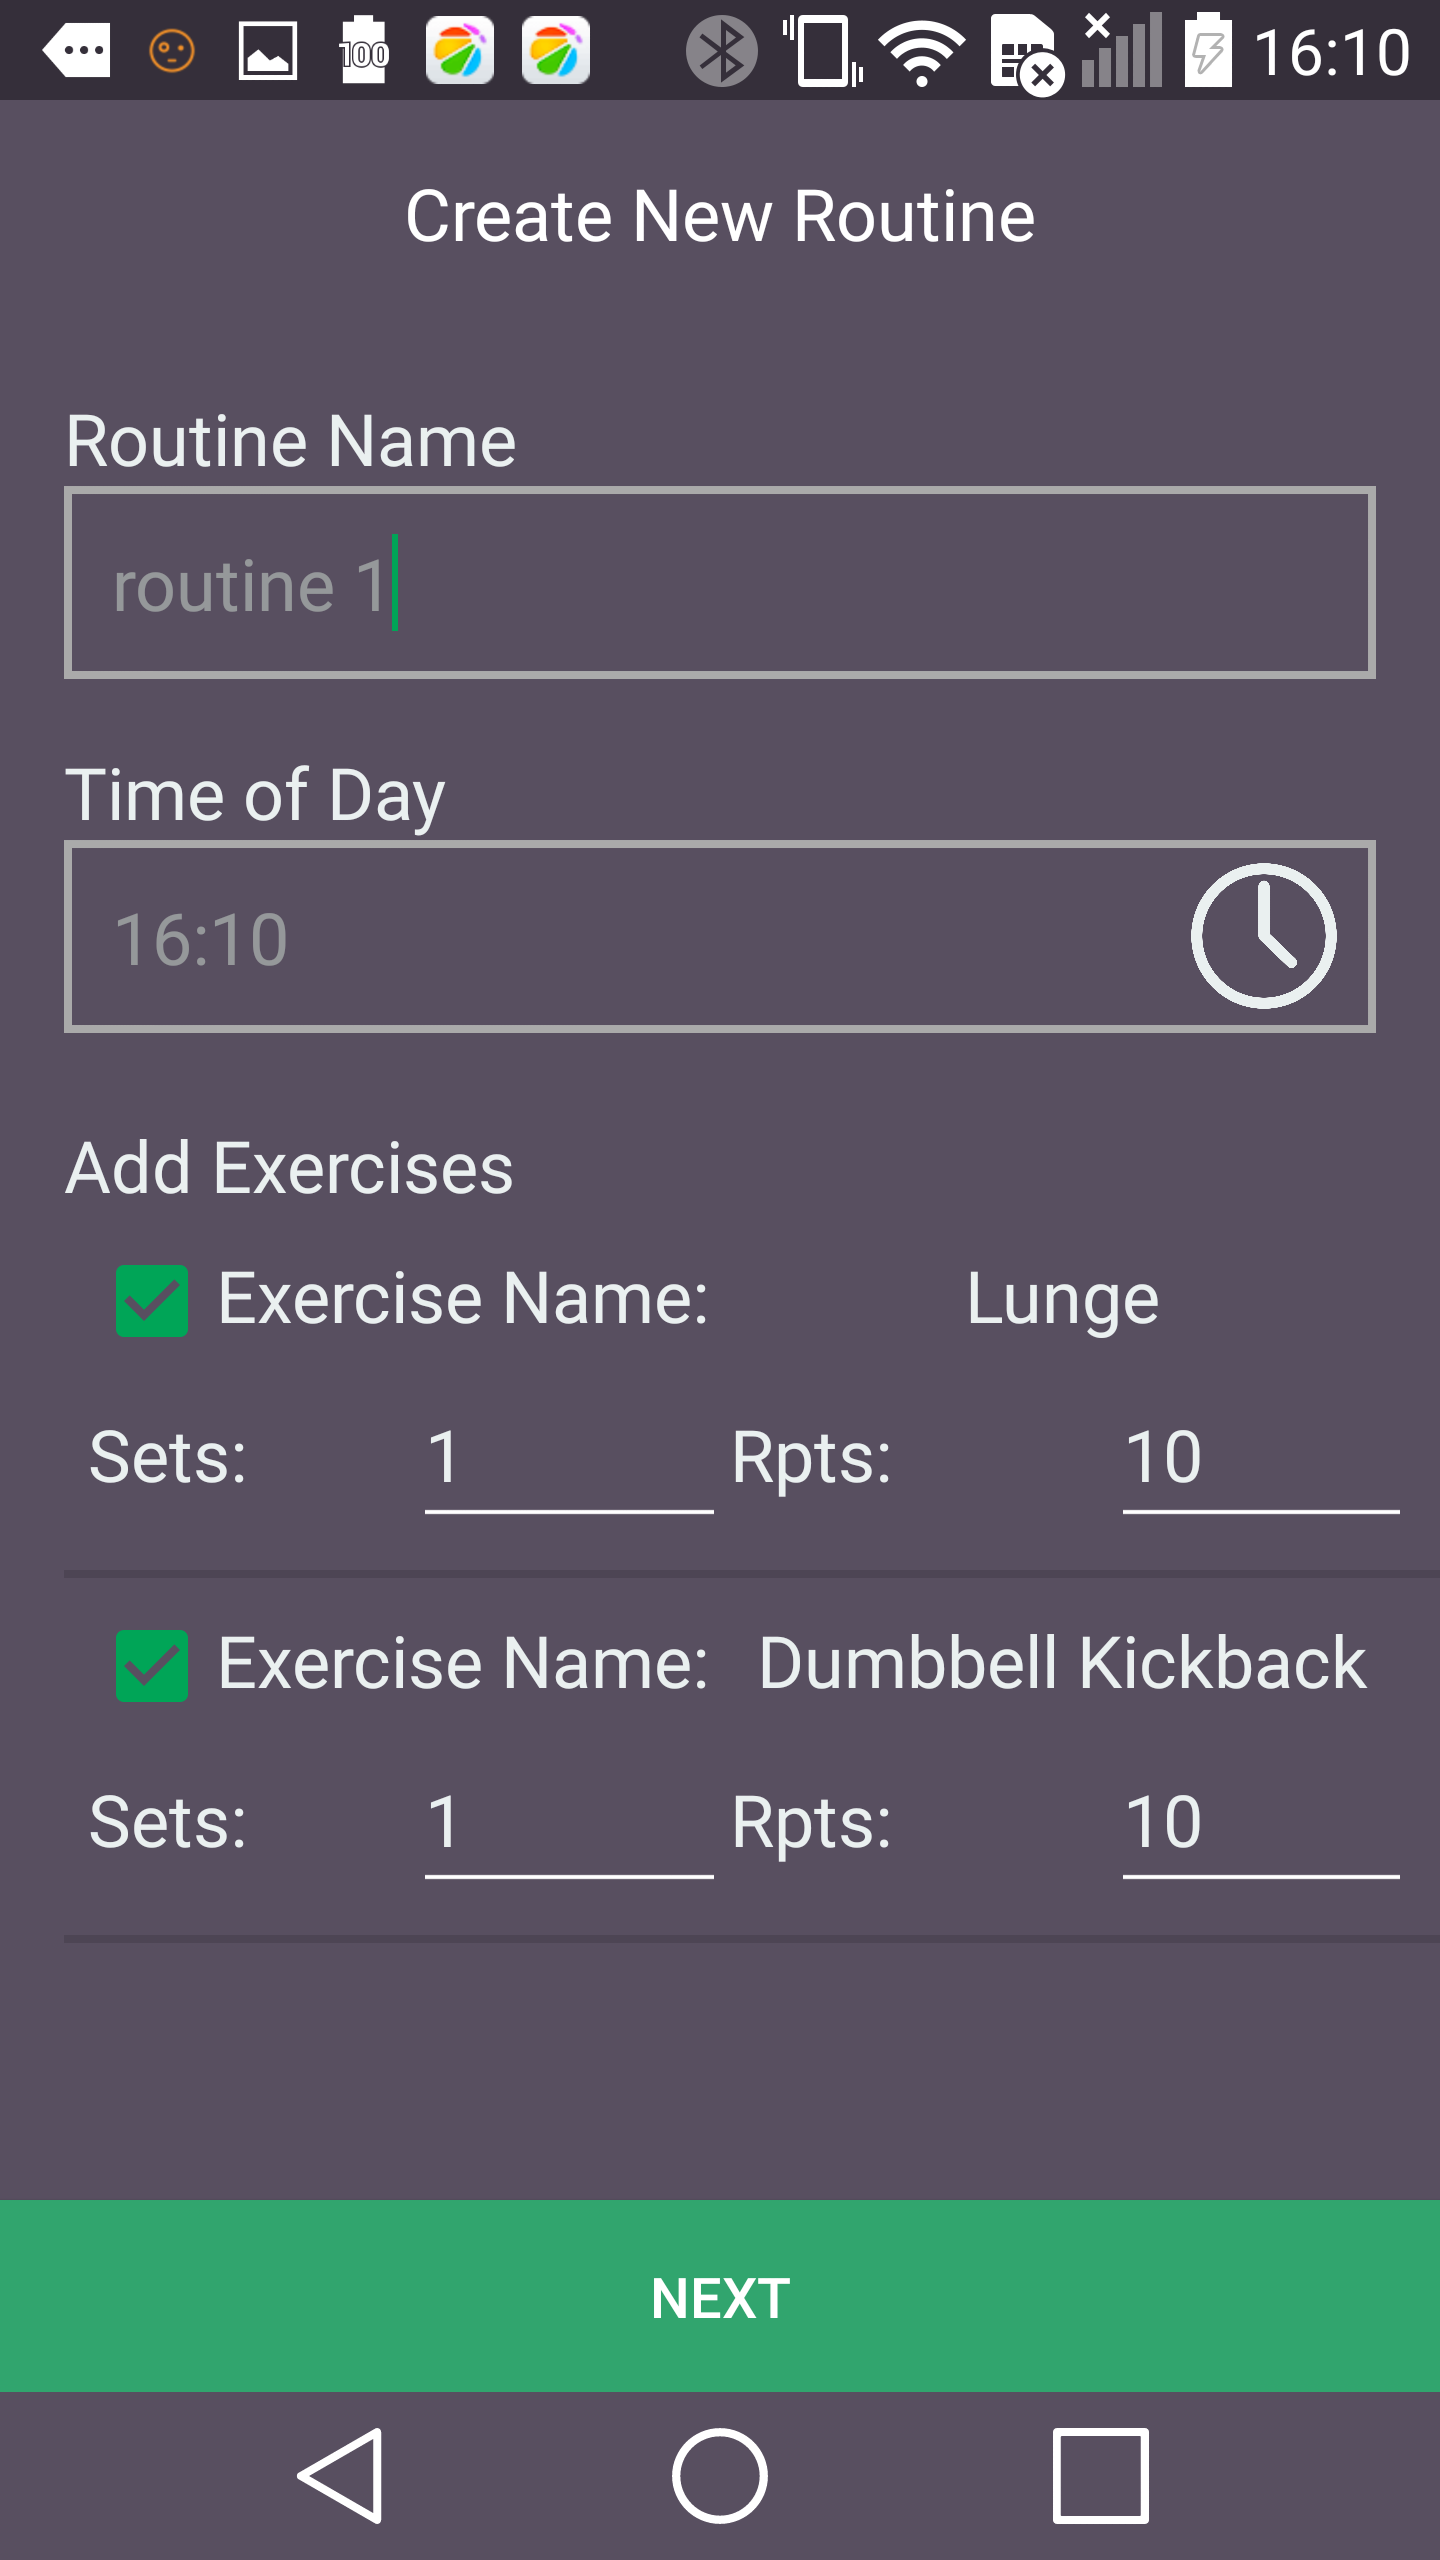 100 16:10
Create New Routine
Routine Name
routine 1
Time of Day
16:10
Add Exercises
Exercise Name: Lunge
Sets: 1 Rpts: 10
Exercise Name: Dumbbell Kickback
Sets: 1 Rpts: 10
NEXT